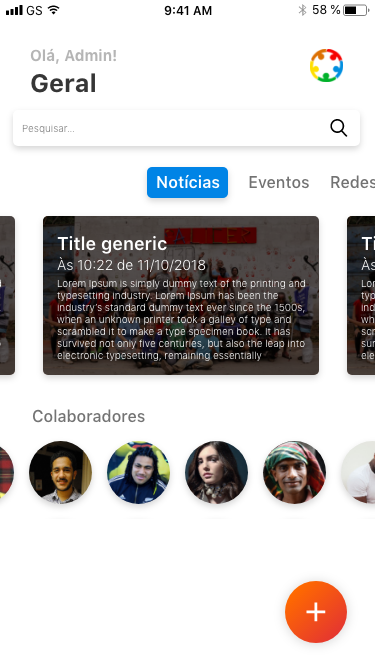 GS 9:41 AM 58 %
Olá, Admin!
Geral
Pesquisar...
Notícias Eventos Redes
Title generic
Às 10:22 de 11/10/2018
Lorem Ipsum is simply dummy text of the printing and
typesetting industry. Lorem Ipsum has been the
industry's standard dummy text ever since the 1500s,
when an unknown printer took a galley of type and
scrambled it to make a type specimen book. It has
survived not only five centuries, but also the leap into
electronic typesetting, remaining essentially
Colaboradores